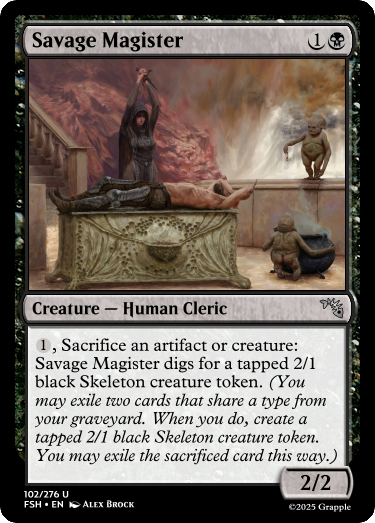 Savage Magister 1
Creature — Human Cleric
1, Sacrifice an artifact or creature:
Savage Magister digs for a tapped 2/1
black Skeleton creature token. (You
may exile two cards that share a type from
your graveyard. When you do, create a
tapped 2/1 black Skeleton creature token.
You may exile the sacrificed card this way.)
2/2
102/276 U
FSH • EN Alex Brock
©2025 Grapple